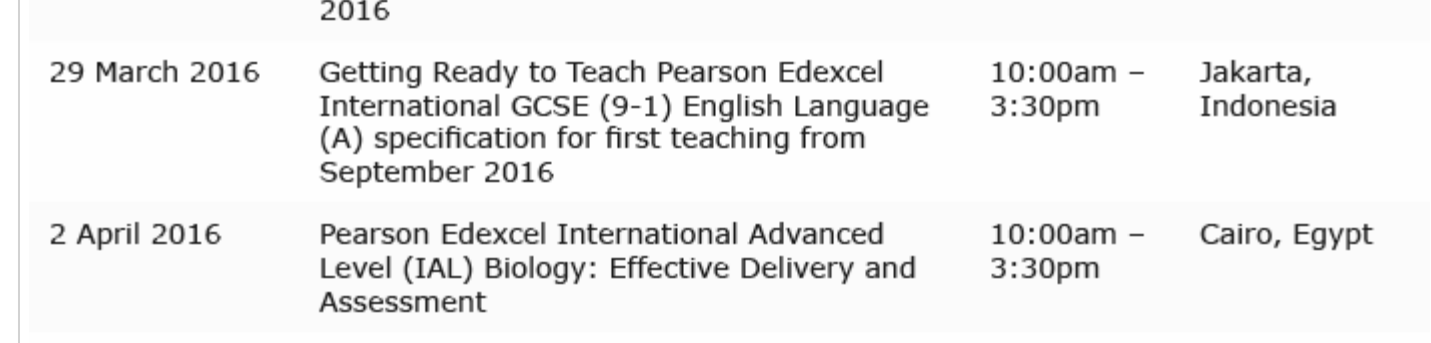 2016
29 March 2016 Getting Ready to Teach Pearson Edexcel 10:00am – Jakarta,
International GCSE (9-1) English Language 3:30pm Indonesia
(A) specification for first teaching from
September 2016
2 April 2016 Pearson Edexcel International Advanced 10:00am – Cairo, Egypt
Level (IAL) Biology: Effective Delivery and 3:30pm
Assessment